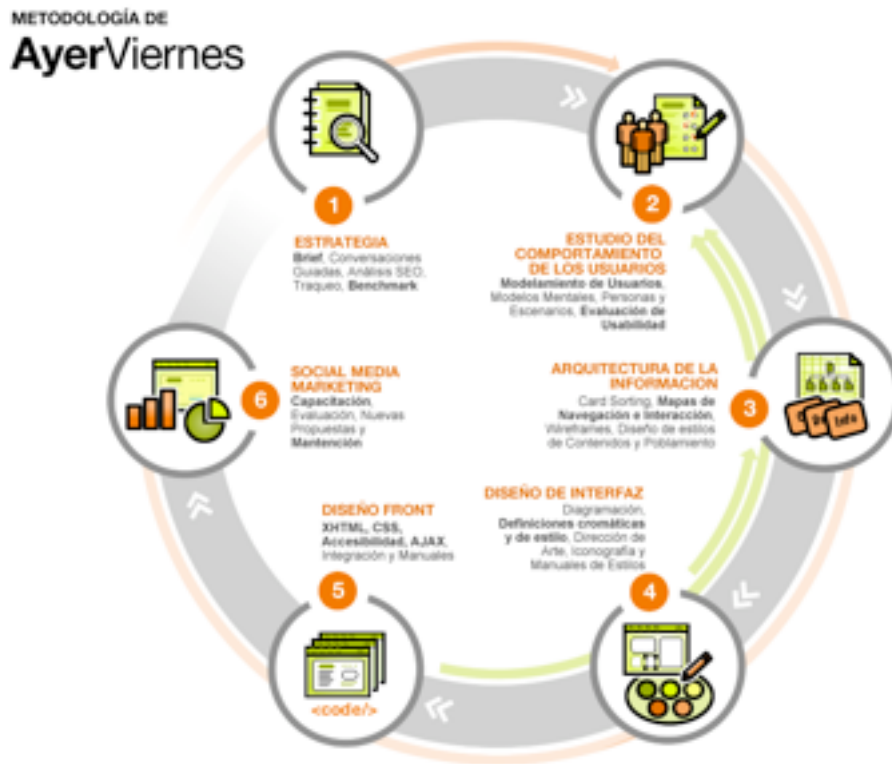 METODOLOGÍA DE
AyerViernes
1
ESTRATEGIA
Brief, Conversaciones
Guiadas, Análisis SEO,
Traqueo, Benchmark
2
ESTUDIO DEL
COMPORTAMIENTO
DE LOS USUARIOS
Modelamiento de Usuarios,
Modelos Mentales, Personas y
Escenarios, Evaluación de
Usabilidad
3
ARQUITECTURA DE LA
INFORMACIÓN
Card Sorting, Mapas de
Navegación e Interacción,
Wireframes, Diseño de estilos
de Contenidos y Poblamiento
Info
4
DISEÑO DE INTERFAZ
Diagramación,
Definiciones cromáticas
y de estilo, Dirección de
Arte, Iconografía y
Manuales de Estilos
5
DISEÑO FRONT
XHTML, CSS,
Accesibilidad, AJAX,
Integración y Manuales
<code/>
6
SOCIAL MEDIA
MARKETING
Capacitación,
Evaluación, Nuevas
Propuestas y
Mantención